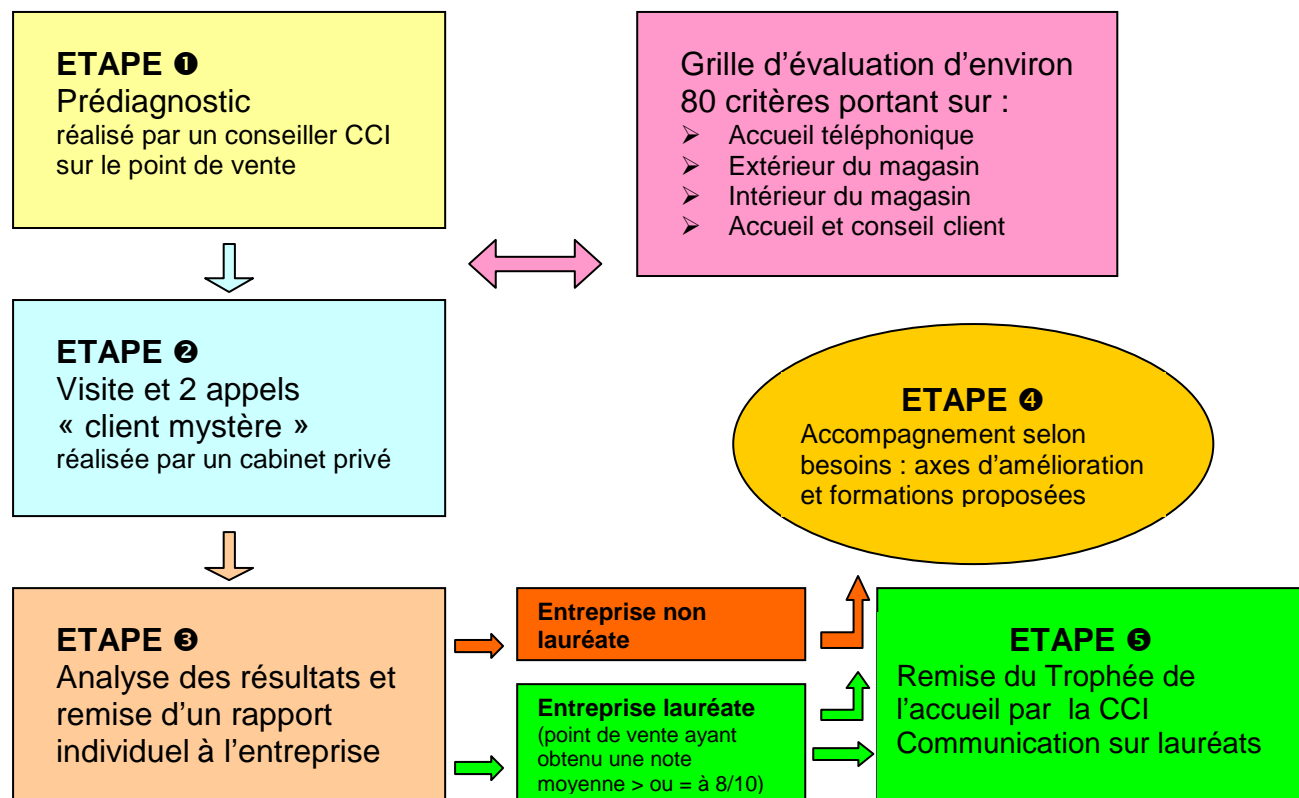 ETAPE ❶
Prédiagnostic
réalisé par un conseiller CCI
sur le point de vente
Grille d’évaluation d’environ
80 critères portant sur :
➢ Accueil téléphonique
➢ Extérieur du magasin
➢ Intérieur du magasin
➢ Accueil et conseil client
ETAPE ❷
Visite et 2 appels
« client mystère »
réalisée par un cabinet privé
ETAPE ❸
Analyse des résultats et
remise d’un rapport
individuel à l’entreprise
Entreprise non
lauréate
Entreprise lauréate
(point de vente ayant
obtenu une note
moyenne > ou = à 8/10)
ETAPE ❹
Accompagnement selon
besoins : axes d’amélioration
et formations proposées
ETAPE ❺
Remise du Trophée de
l’accueil par la CCI
Communication sur lauréats